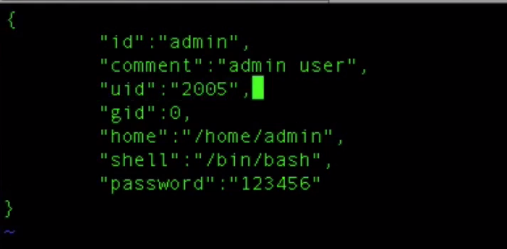 {
"id":"admin",
"comment":"admin user",
"uid":"2005",
"gid":0,
"home":"/home/admin",
"shell":"/bin/bash",
"password":"123456"
}
~